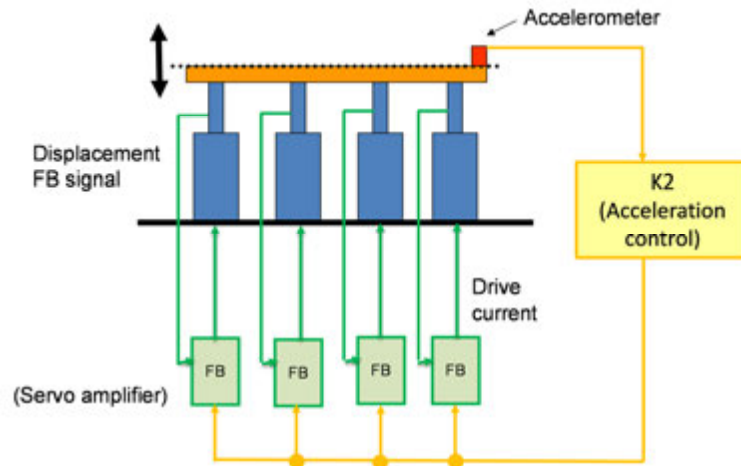 Accelerometer
Displacement
FB signal
K2
(Acceleration
control)
Drive
current
FB
FB
FB
FB
(Servo amplifier)